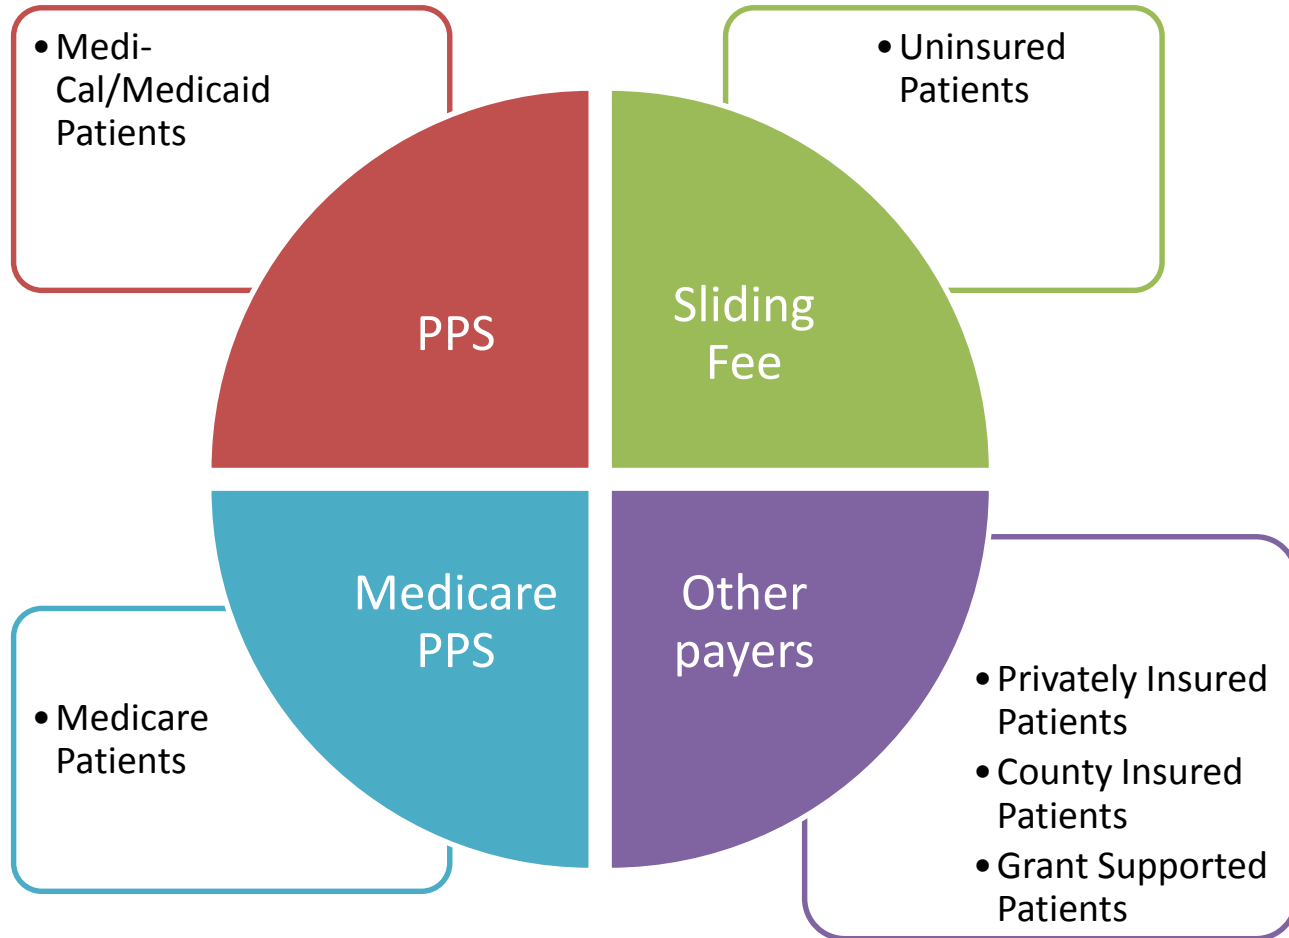 • Medi-
Cal/Medicaid
Patients
• Uninsured
Patients
PPS
Sliding
Fee
Medicare
PPS
Other
payers
• Medicare
Patients
• Privately Insured
Patients
• County Insured
Patients
• Grant Supported
Patients